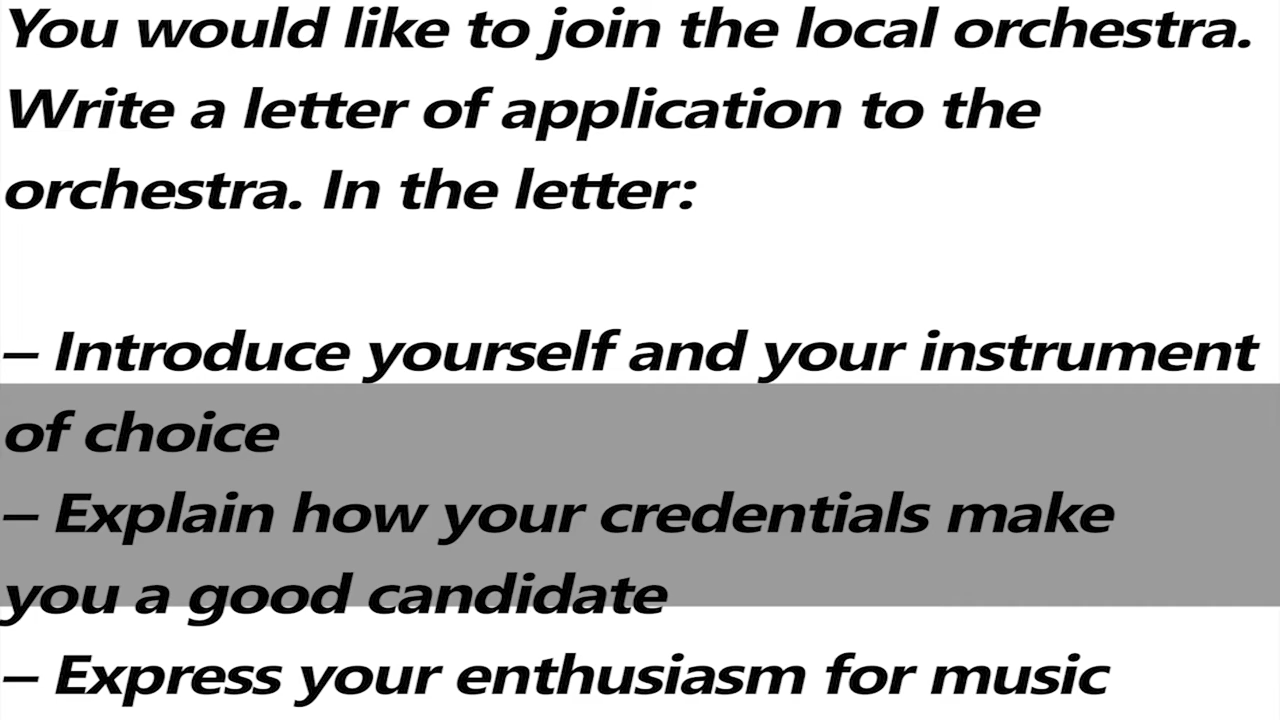 You would like to join the local orchestra.
Write a letter of application to the
orchestra. In the letter:
– Introduce yourself and your instrument
of choice
– Explain how your credentials make
you a good candidate
– Express your enthusiasm for music